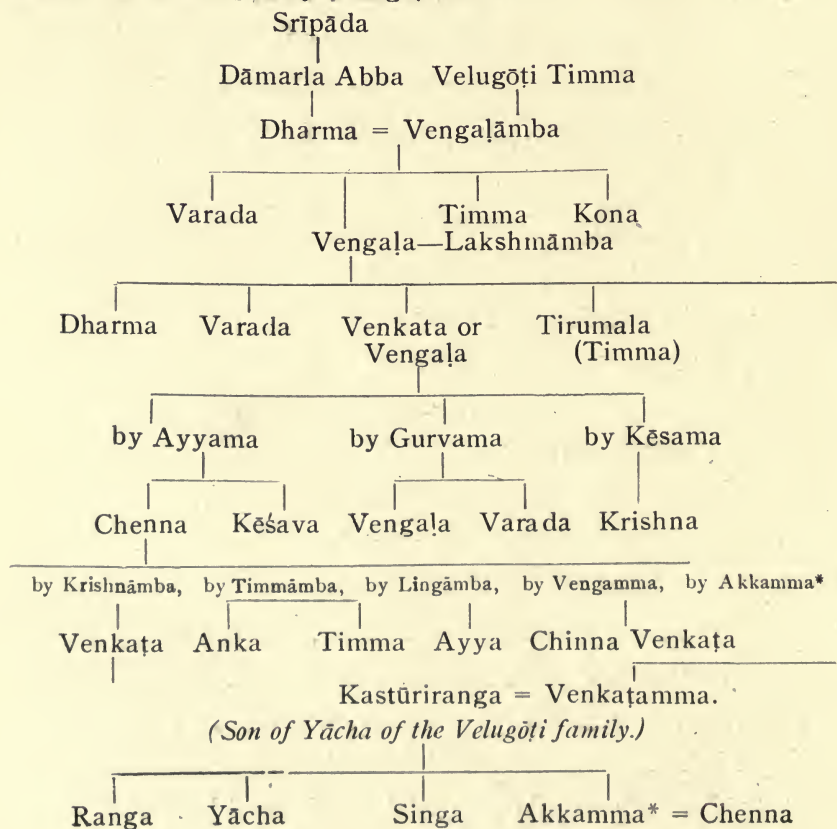 Srīpāda
Dāmarla Abba Velugōṭi Timma
Dharma = Vengaḷāmba
Varada Timma Kona
Vengaḷa—Lakshmāmba
Dharma Varada Venkata or Tirumala
Vengaḷa (Timma)
by Ayyama by Gurvama by Kēsama
Chenna Kēśava Vengaḷa Varada Krishna
by Krishnāmba, by Timmāmba, by Lingāmba, by Vengamma, by Akkamma*
Venkaṭa Anka Timma Ayya Chinna Venkaṭa
Kastūriranga = Venkaṭamma.
(Son of Yācha of the Velugōṭi family.)
Ranga Yācha Singa Akkamma* = Chenna